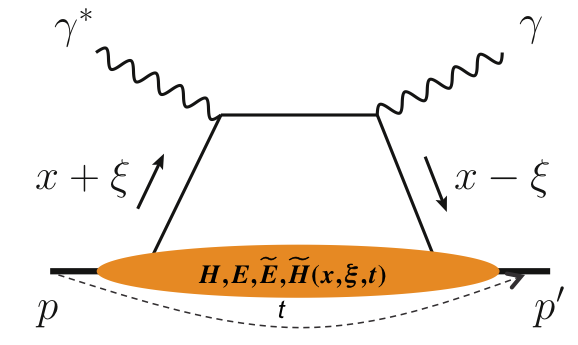 γ* γ
x + ξ x − ξ
H,E,Ẽ,H̃(x,ξ,t)
p t p′